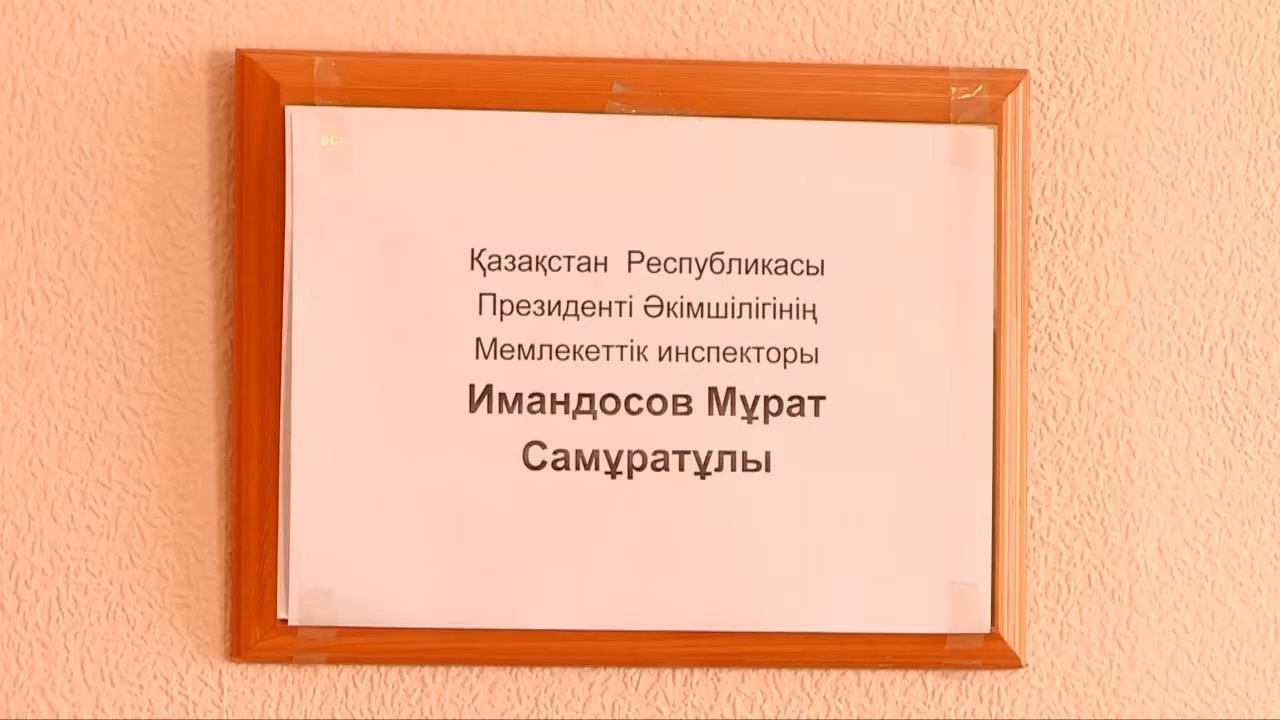 Қазақстан Республикасы
Президенті Әкімшілігінің
Мемлекеттік инспекторы
Имандосов Мұрат
Самұратұлы